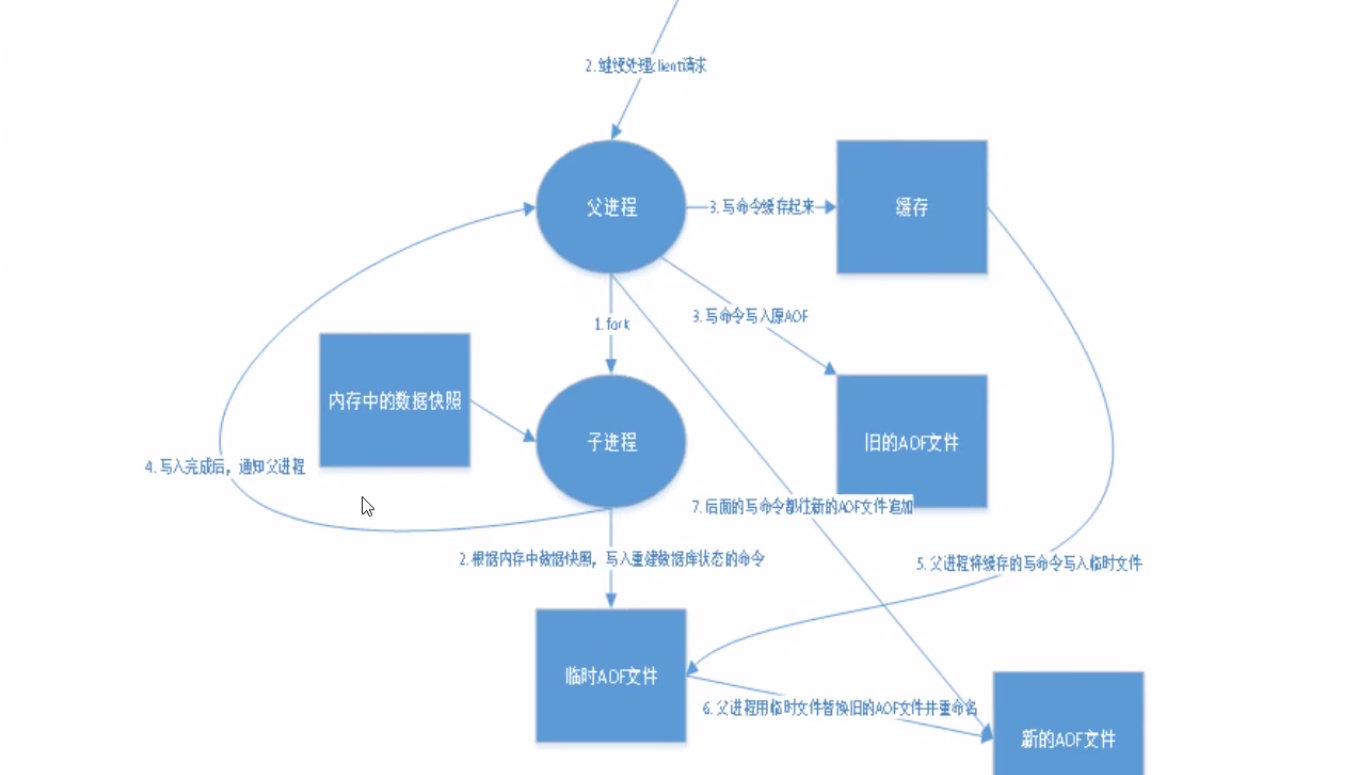 2.继续处理client请求
父进程
3.写命令缓存起来
缓存
1.fork
3.写命令写入原AOF
内存中的数据快照
子进程
旧的AOF文件
4.写入完成后，通知父进程
7.后面的写命令都往新的AOF文件追加
2.根据内存中做数据快照，写入重建数据库状态的命令
5.父进程将缓存的写命令写入临时文件
临时AOF文件
6.父进程用临时文件替换旧的AOF文件并重命名
新的AOF文件